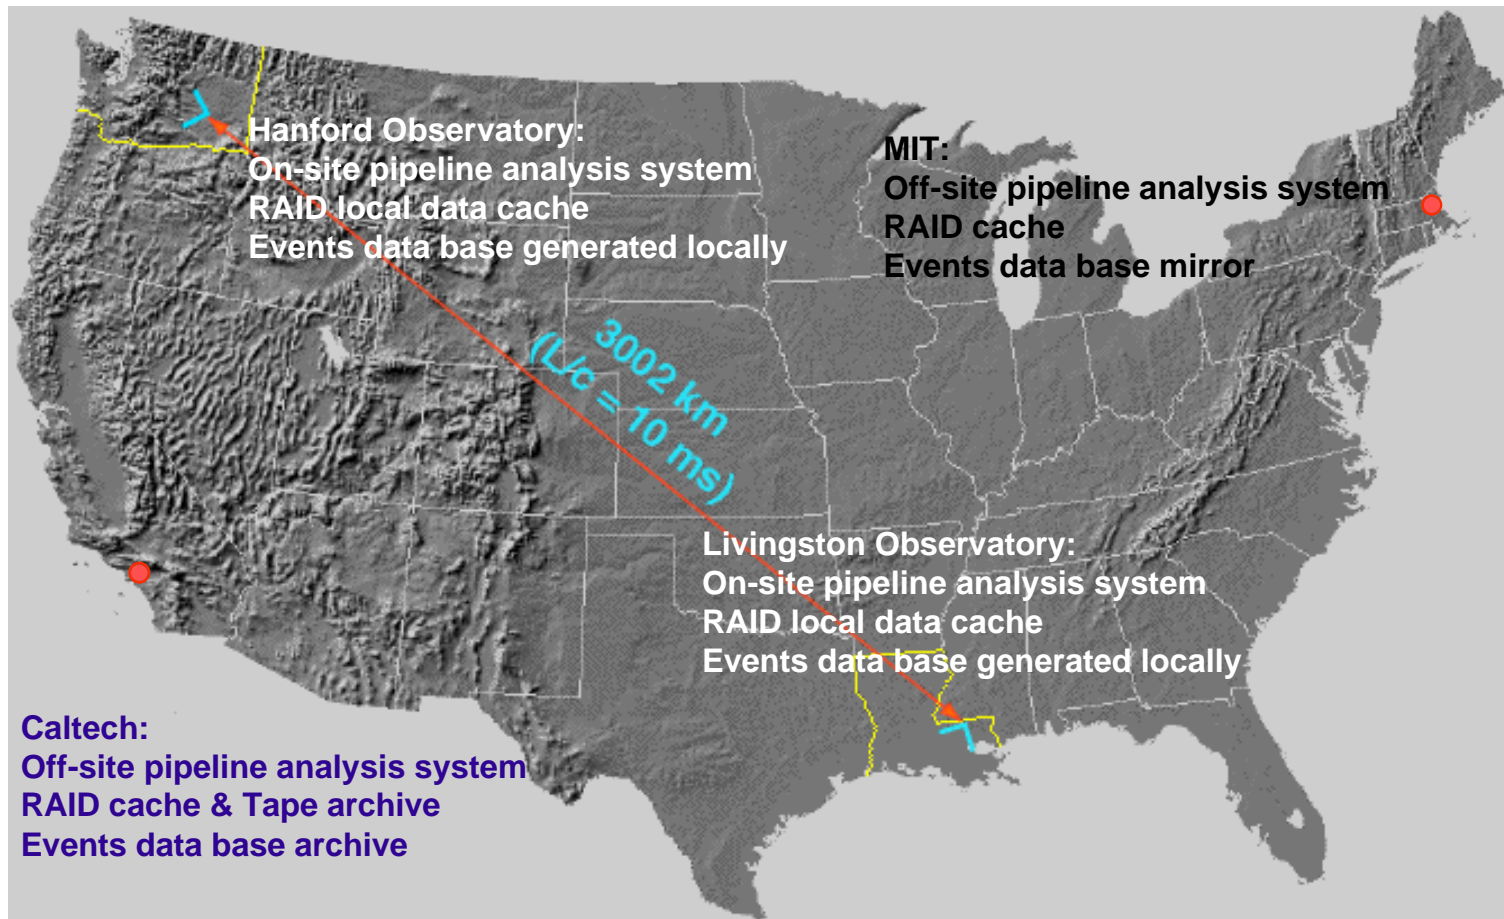 Hanford Observatory:
On-site pipeline analysis system
RAID local data cache
Events data base generated locally
MIT:
Off-site pipeline analysis system
RAID cache
Events data base mirror
3002 km
(L/c = 10 ms)
Livingston Observatory:
On-site pipeline analysis system
RAID local data cache
Events data base generated locally
Caltech:
Off-site pipeline analysis system
RAID cache & Tape archive
Events data base archive